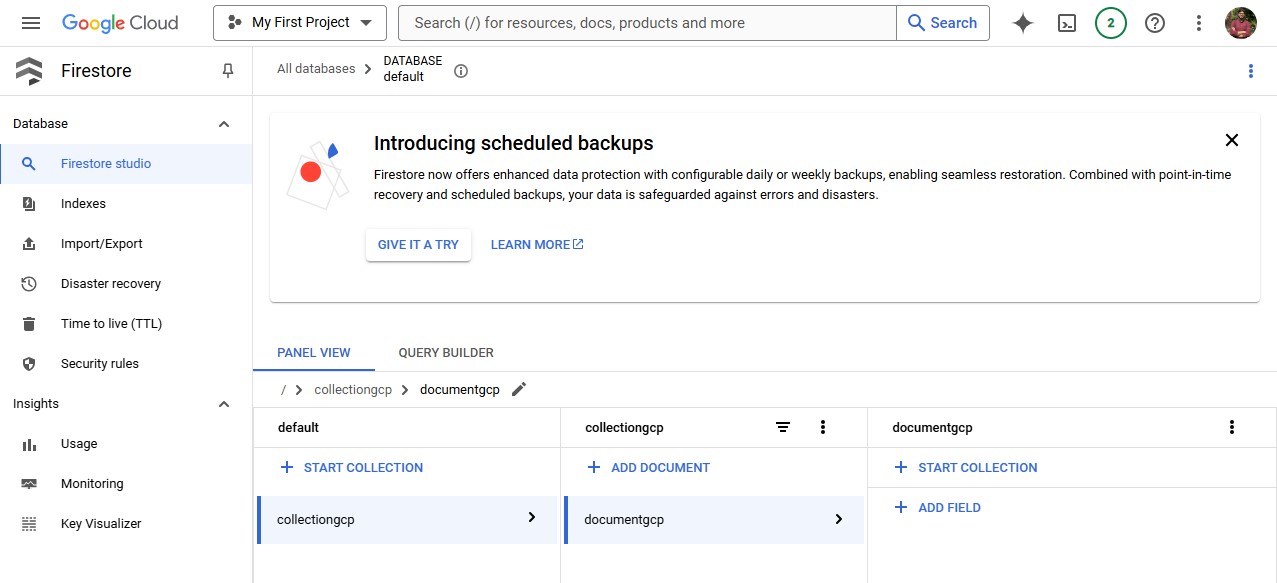 Google Cloud
My First Project
Search (/) for resources, docs, products and more
Search
2
Firestore
All databases
DATABASE
default
Database
Firestore studio
Indexes
Import/Export
Disaster recovery
Time to live (TTL)
Security rules
Insights
Usage
Monitoring
Key Visualizer
Introducing scheduled backups
Firestore now offers enhanced data protection with configurable daily or weekly backups, enabling seamless restoration. Combined with point-in-time
recovery and scheduled backups, your data is safeguarded against errors and disasters.
GIVE IT A TRY
LEARN MORE
PANEL VIEW
QUERY BUILDER
/ > collectiongcp > documentgcp
default
START COLLECTION
collectiongcp
collectiongcp
ADD DOCUMENT
documentgcp
documentgcp
START COLLECTION
ADD FIELD